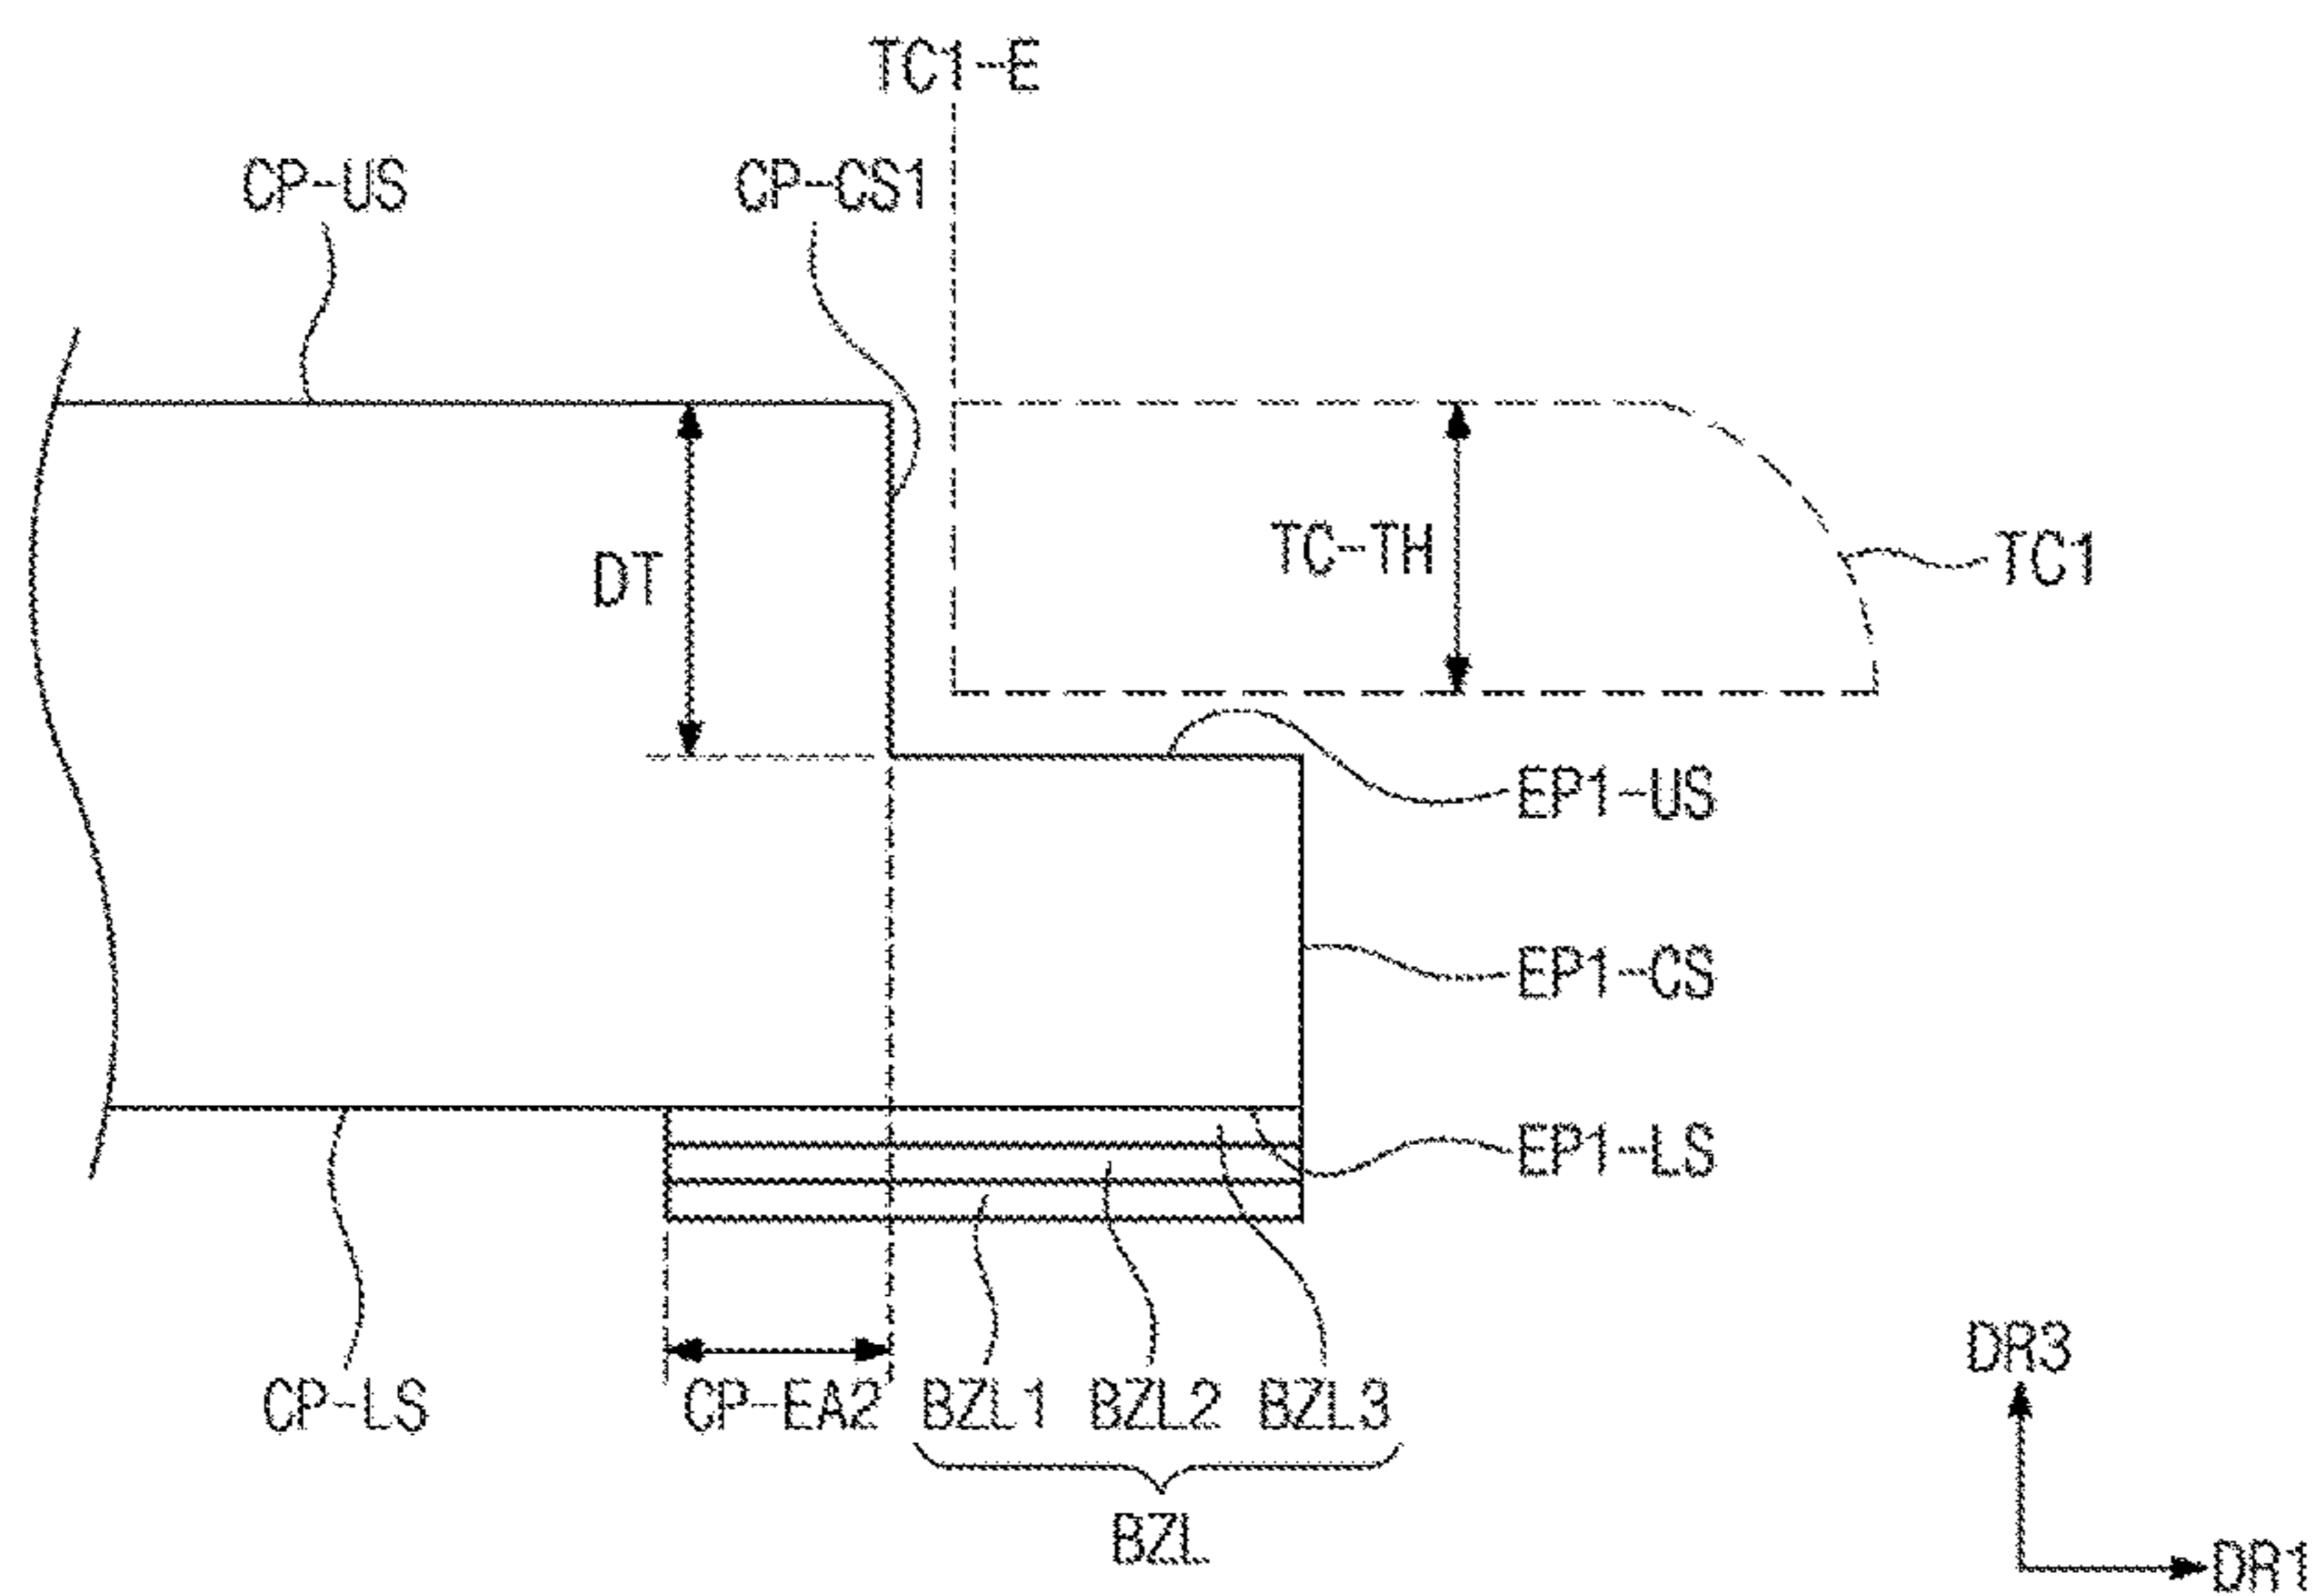 TC1-E
CP-US
CP-CS1
DT
TC-TH
TC1
EP1-US
EP1-CS
EP1-LS
DR3
CP-LS
CP-EA2
BZL1
BZL2
BZL3
BZL
DR1